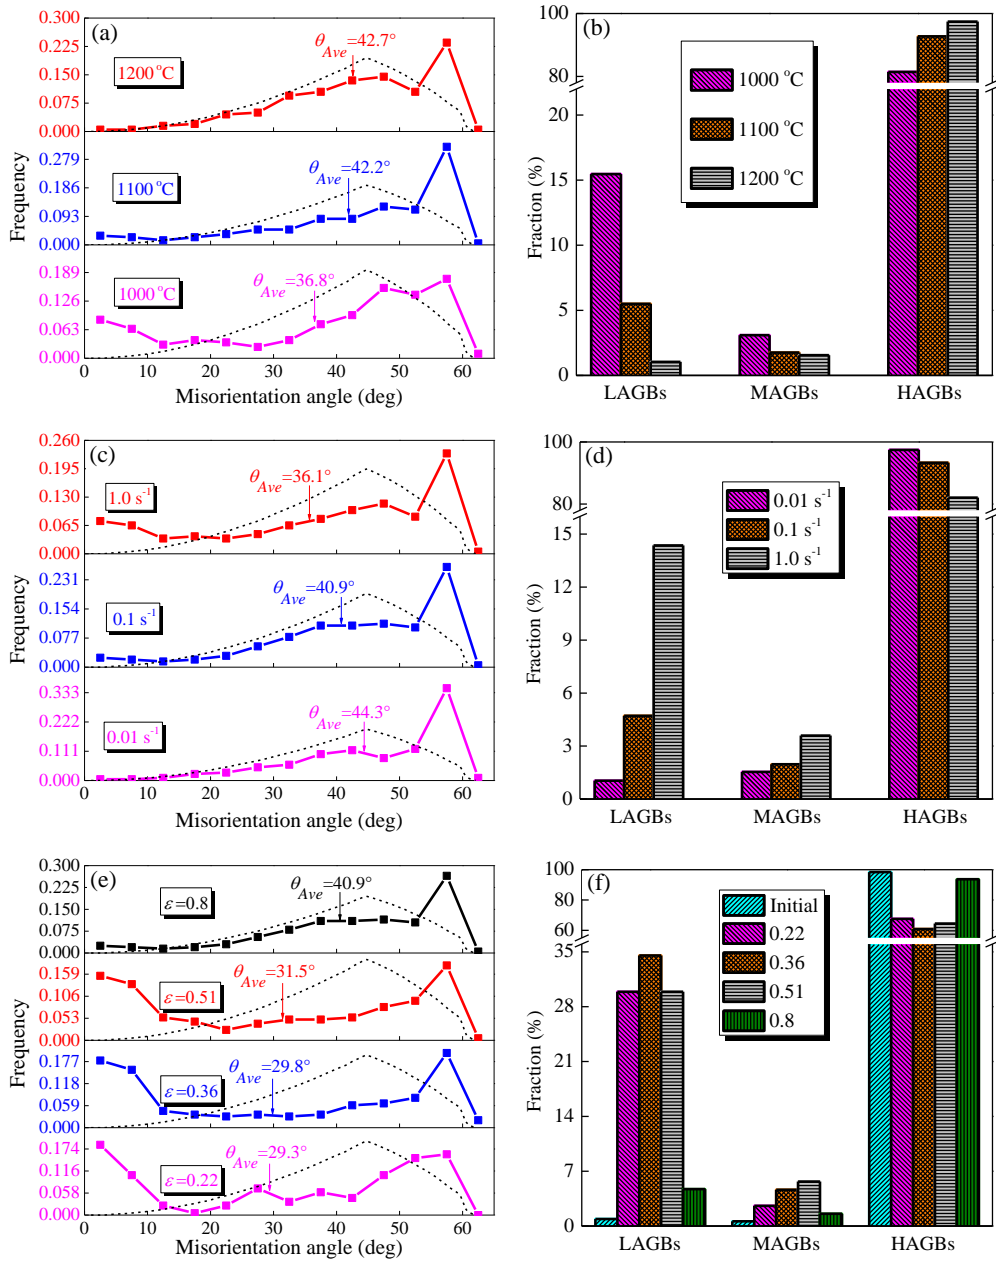 (a)
0.300
0.225
0.150
0.075
0.000
1200 °C
θAve=42.7°
0.279
0.186
0.093
0.000
1100 °C
θAve=42.2°
0.189
0.126
0.063
0.000
1000 °C
θAve=36.8°
Frequency
0 10 20 30 40 50 60
Misorientation angle (deg)
(b)
100
80
20
15
10
5
0
Fraction (%)
1000 °C
1100 °C
1200 °C
LAGBs MAGBs HAGBs
(c)
0.260
0.195
0.130
0.065
0.000
1.0 s-1
θAve=36.1°
0.231
0.154
0.077
0.000
0.1 s-1
θAve=40.9°
0.333
0.222
0.111
0.000
0.01 s-1
θAve=44.3°
Frequency
0 10 20 30 40 50 60
Misorientation angle (deg)
(d)
100
80
15
12
9
6
3
0
Fraction (%)
0.01 s-1
0.1 s-1
1.0 s-1
LAGBs MAGBs HAGBs
(e)
0.300
0.225
0.150
0.075
0.000
ε=0.8
θAve=40.9°
0.159
0.106
0.053
0.000
ε=0.51
θAve=31.5°
0.177
0.118
0.059
0.000
ε=0.36
θAve=29.8°
0.174
0.116
0.058
0.000
ε=0.22
θAve=29.3°
Frequency
0 10 20 30 40 50 60
Misorientation angle (deg)
(f)
100
80
60
35
28
21
14
7
0
Fraction (%)
Initial
0.22
0.36
0.51
0.8
LAGBs MAGBs HAGBs